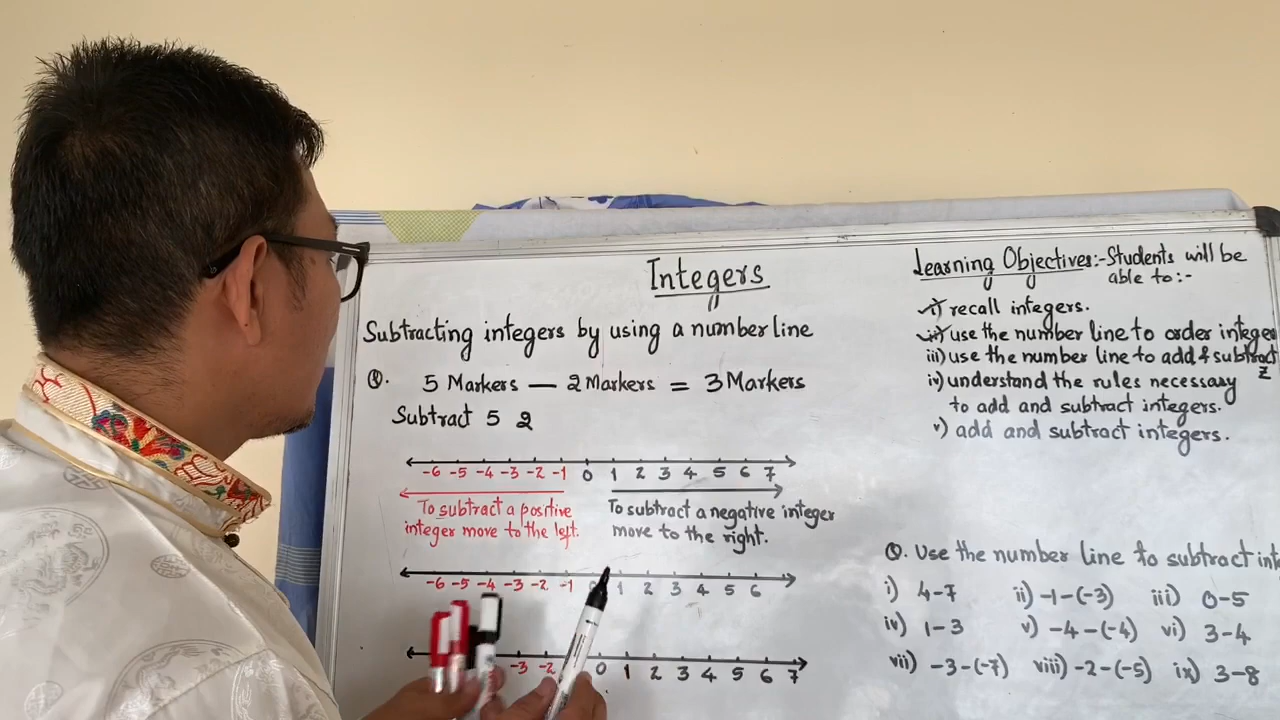 Integers
Subtracting integers by using a number line
Q. 5 Markers — 2 Markers = 3 Markers
Subtract 5 2
-6 -5 -4 -3 -2 -1 0 1 2 3 4 5 6 7
To subtract a positive
integer move to the left.
To subtract a negative integer
move to the right.
-6 -5 -4 -3 -2 -1 1 2 3 4 5 6
-3 -2 0 1 2 3 4 5 6 7
Learning Objectives:- Students will be
able to:-
i) recall integers.
ii) use the number line to order integer
iii) use the number line to add & subtract
Z
iv) understand the rules necessary
to add and subtract integers.
v) add and subtract integers.
Q. Use the number line to subtract
i) 4-7 ii) -1-(-3) iii) 0-5
iv) 1-3 v) -4-(-4) vi) 3-4
vii) -3-(-7) viii) -2-(-5) ix) 3-8